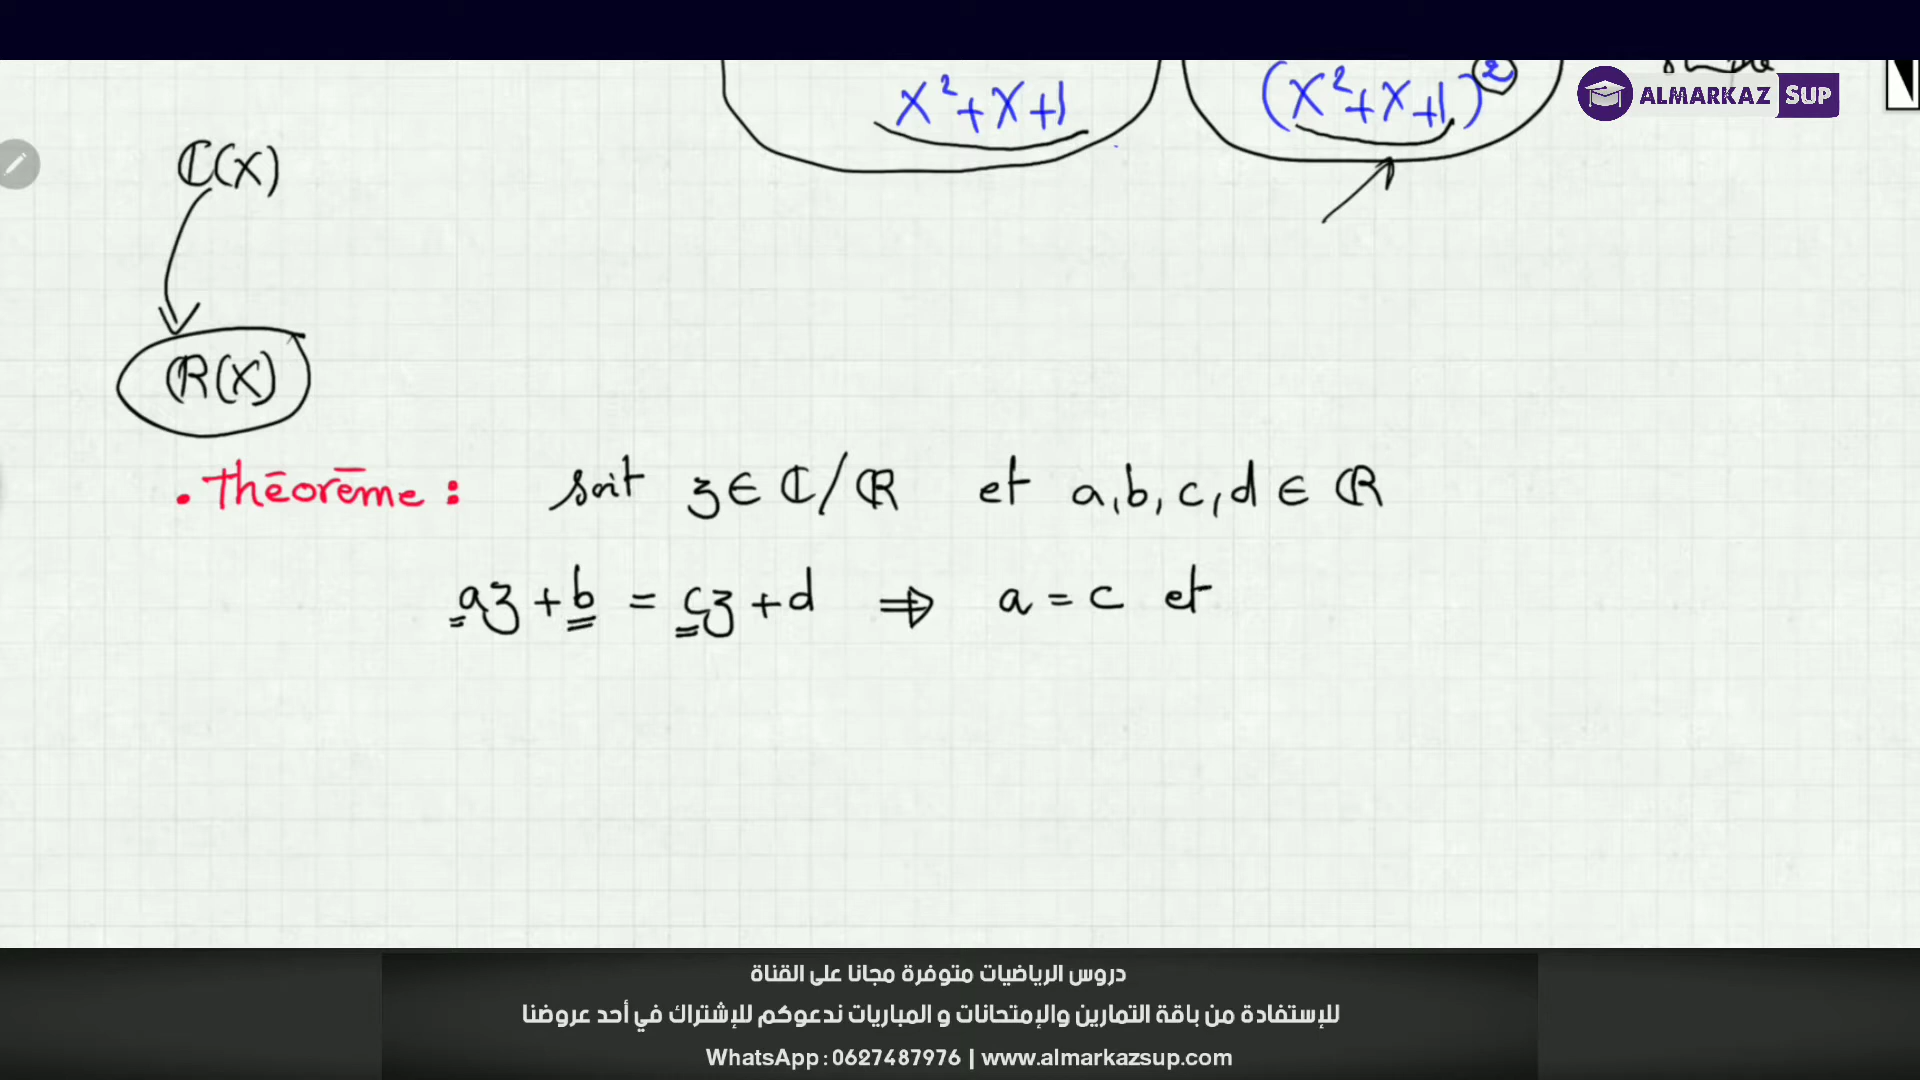 X²+X+1
(X²+X+1)²
ALMARKAZ SUP
ℂ(X)
ℝ(X)
. Théorème : soit z ∈ ℂ/ℝ et a,b,c,d ∈ ℝ
az + b = cz + d ⇒ a = c et
دروس الرياضيات متوفرة مجانا على القناة
للإستفادة من باقة التمارين والإمتحانات و المباريات ندعوكم للإشتراك في أحد عروضنا
WhatsApp : 0627487976 | www.almarkazsup.com